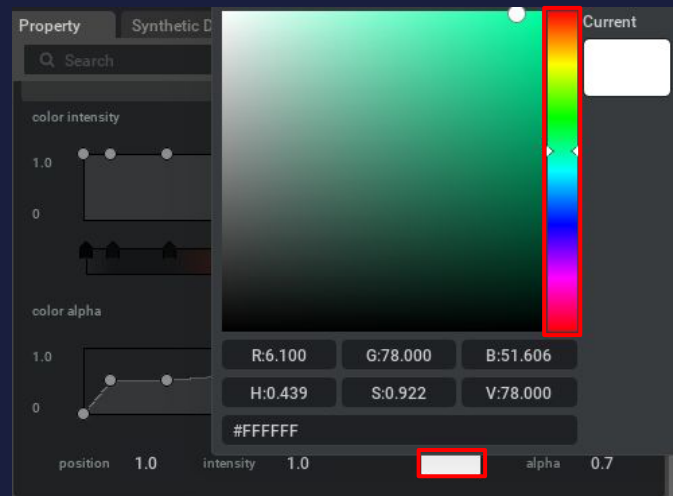 Property Synthetic D Current
Search
color intensity
1.0
0
color alpha
1.0
0
R:6.100 G:78.000 B:51.606
H:0.439 S:0.922 V:78.000
#FFFFFF
position 1.0 intensity 1.0 alpha 0.7